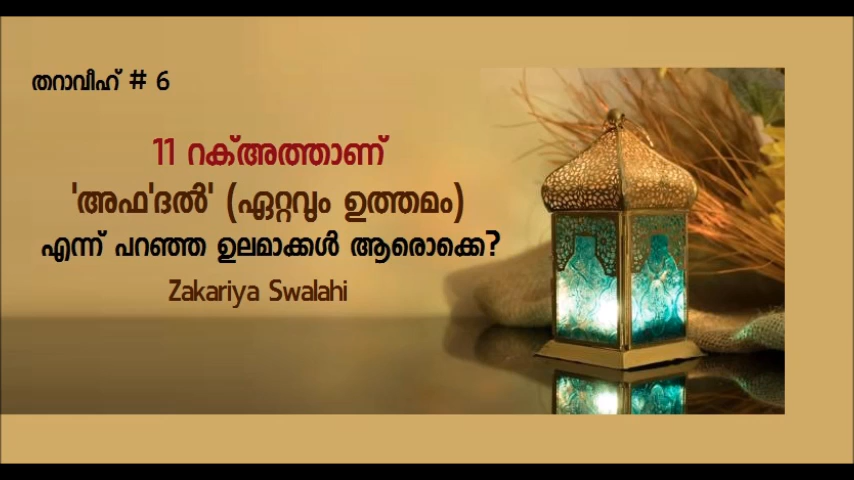 തറാവീഹ് # 6
11 റക്അത്താണ്
'അഫ'ദൽ' (ഏറ്റവും ഉത്തമം)
എന്ന് പറഞ്ഞ ഉലമാക്കൾ ആരൊക്കെ?
Zakariya Swalahi